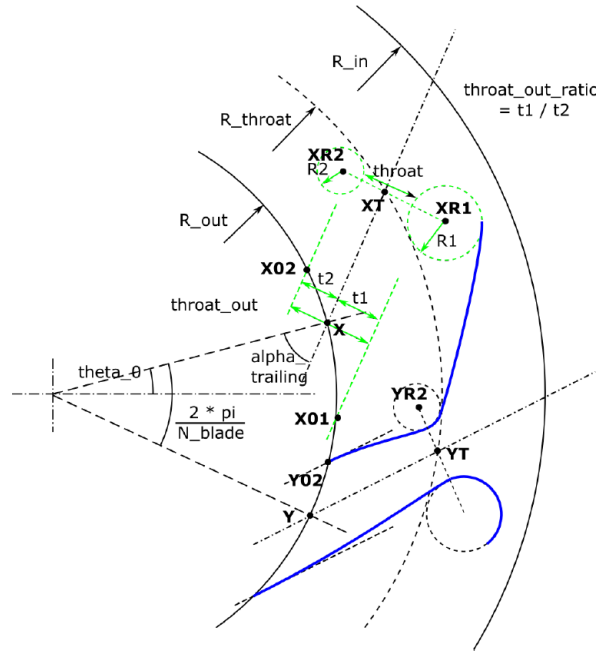 R_in
throat_out_ratio
= t1 / t2
R_throat
XR2
R2
throat
XT
XR1
R1
R_out
X02
t2
t1
throat_out
X
theta_0
alpha_
trailing
2 * pi
N_blade
X01
YR2
Y02
YT
Y